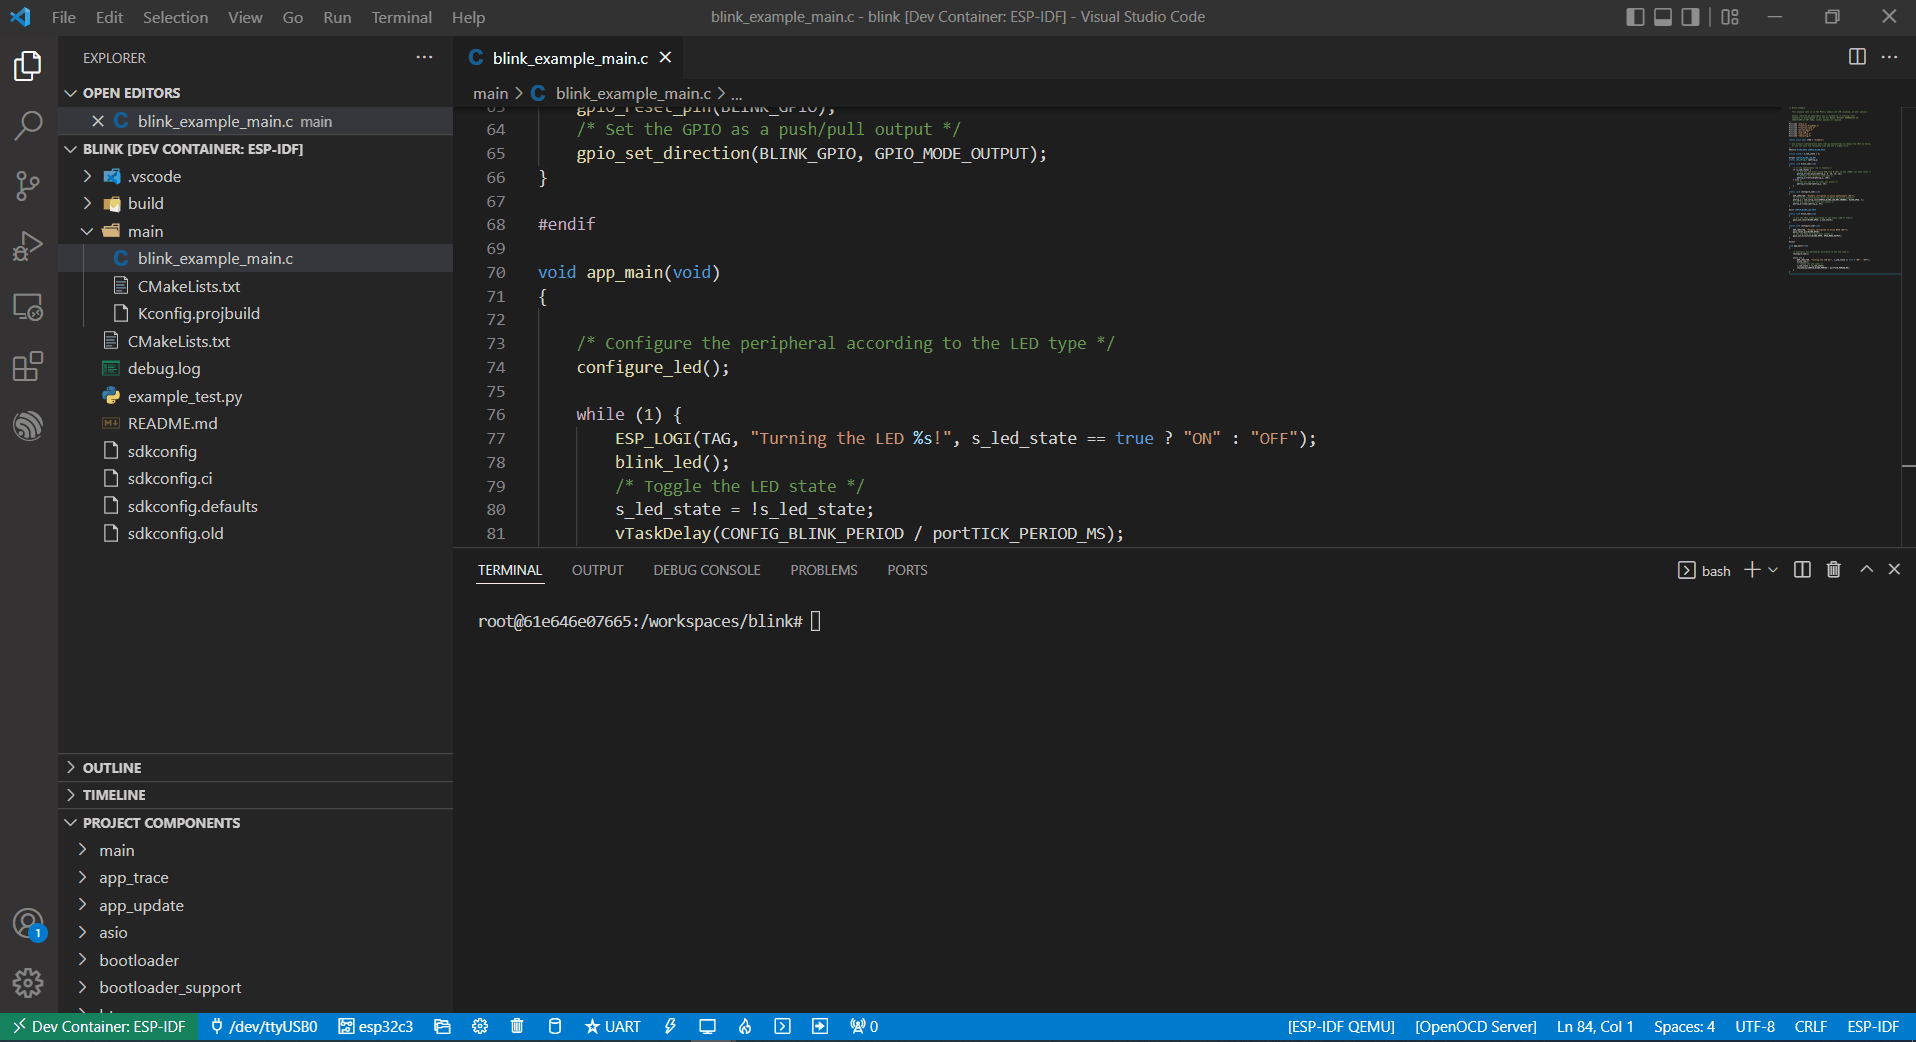 File Edit Selection View Go Run Terminal Help
blink_example_main.c - blink [Dev Container: ESP-IDF] - Visual Studio Code
EXPLORER
OPEN EDITORS
blink_example_main.c main
BLINK [DEV CONTAINER: ESP-IDF]
.vscode
build
main
blink_example_main.c
CMakeLists.txt
Kconfig.projbuild
CMakeLists.txt
debug.log
example_test.py
README.md
sdkconfig
sdkconfig.ci
sdkconfig.defaults
sdkconfig.old
OUTLINE
TIMELINE
PROJECT COMPONENTS
main
app_trace
app_update
asio
bootloader
bootloader_support
1
blink_example_main.c
main > blink_example_main.c > ...
63 gpio_reset_pin(BLINK_GPIO);
64 /* Set the GPIO as a push/pull output */
65 gpio_set_direction(BLINK_GPIO, GPIO_MODE_OUTPUT);
66 }
67
68 #endif
69
70 void app_main(void)
71 {
72
73 /* Configure the peripheral according to the LED type */
74 configure_led();
75
76 while (1) {
77 ESP_LOGI(TAG, "Turning the LED %s!", s_led_state == true ? "ON" : "OFF");
78 blink_led();
79 /* Toggle the LED state */
80 s_led_state = !s_led_state;
81 vTaskDelay(CONFIG_BLINK_PERIOD / portTICK_PERIOD_MS);
TERMINAL OUTPUT DEBUG CONSOLE PROBLEMS PORTS
bash
root@61e646e07665:/workspaces/blink#
Dev Container: ESP-IDF /dev/ttyUSB0 esp32c3 UART 0 [ESP-IDF QEMU] [OpenOCD Server] Ln 84, Col 1 Spaces: 4 UTF-8 CRLF ESP-IDF